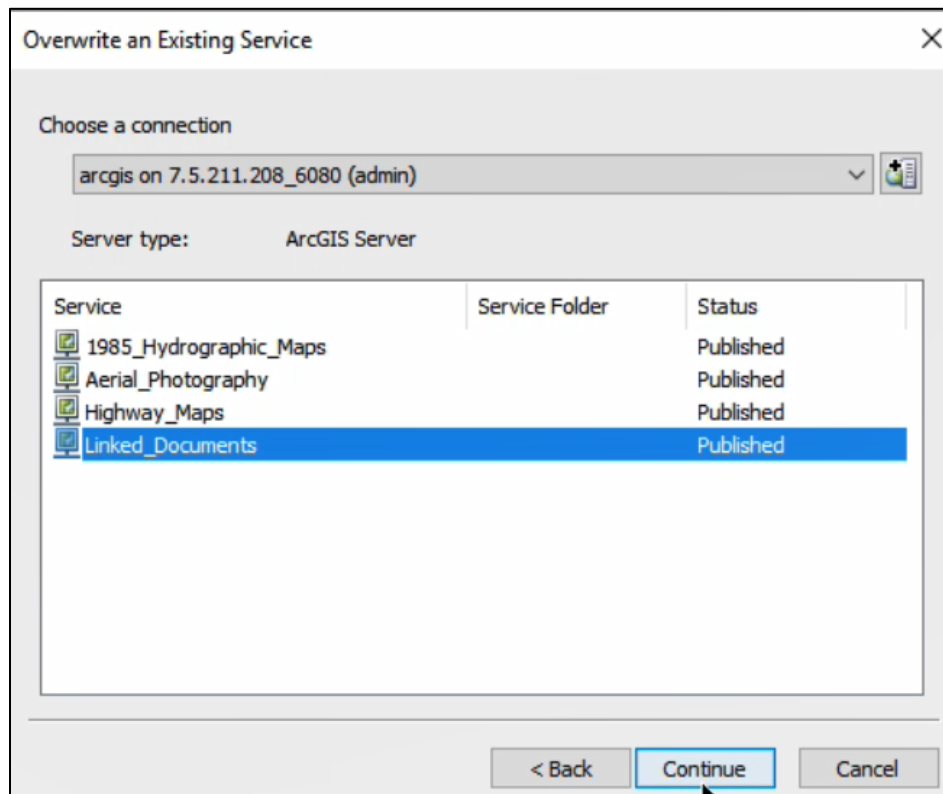 Overwrite an Existing Service
Choose a connection
arcgis on 7.5.211.208_6080 (admin)
Server type: ArcGIS Server
Service Service Folder Status
1985_Hydrographic_Maps Published
Aerial_Photography Published
Highway_Maps Published
Linked_Documents Published
< Back Continue Cancel